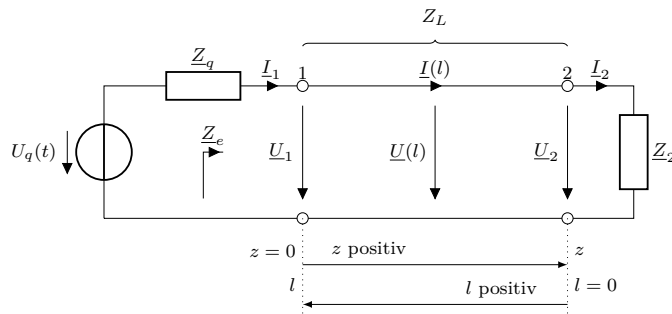 Z_L
Z_q
I_1
1
I(l)
2
I_2
U_q(t)
Z_e
U_1
U(l)
U_2
Z_2
z = 0
z positiv
z
l
l positiv
l = 0